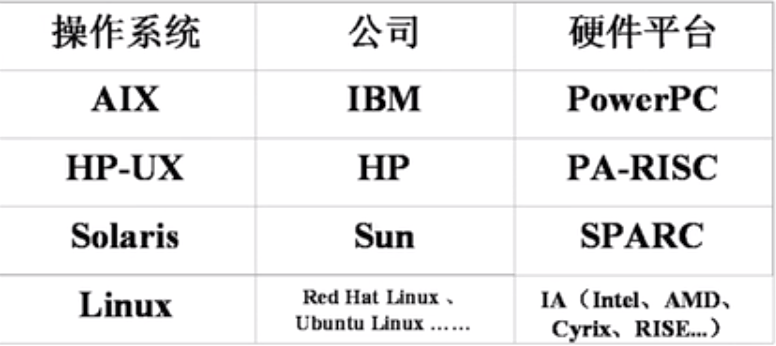 操作系统 公司 硬件平台
AIX IBM PowerPC
HP-UX HP PA-RISC
Solaris Sun SPARC
Linux Red Hat Linux 、 IA（Intel、AMD、
Ubuntu Linux …… Cyrix、RISE...）